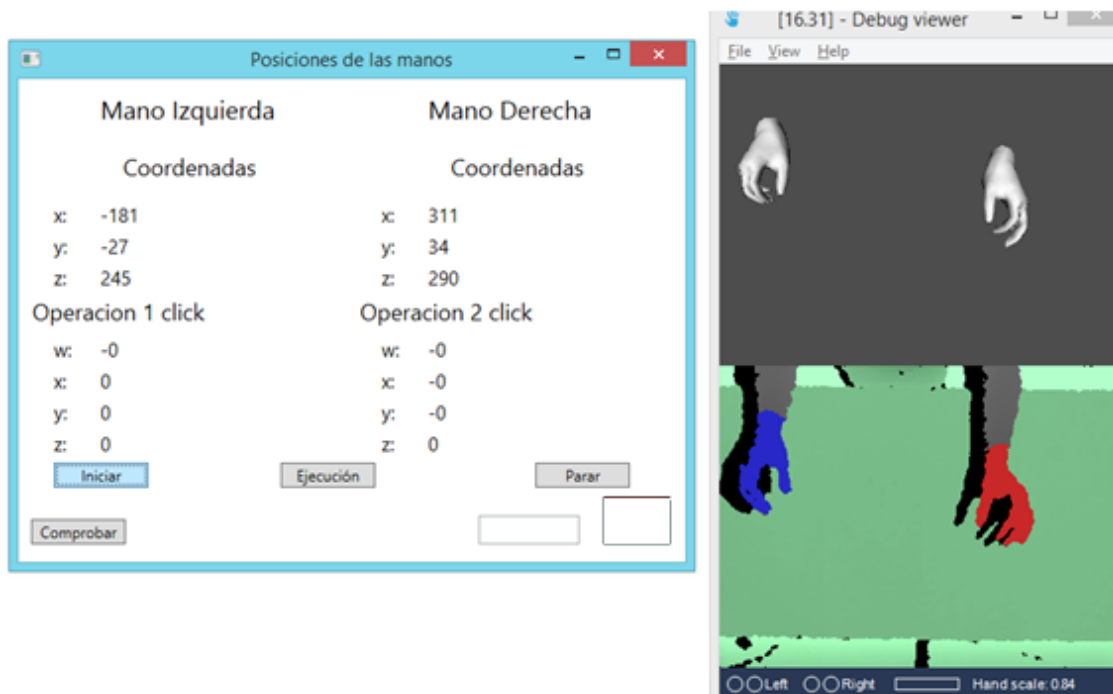 Posiciones de las manos
Mano Izquierda Mano Derecha
Coordenadas Coordenadas
x: -181 x: 311
y: -27 y: 34
z: 245 z: 290
Operacion 1 click Operacion 2 click
w: -0 w: -0
x: 0 x: -0
y: 0 y: -0
z: 0 z: 0
Iniciar Ejecución Parar
Comprobar
[16.31] - Debug viewer
File View Help
Left Right Hand scale: 0.84